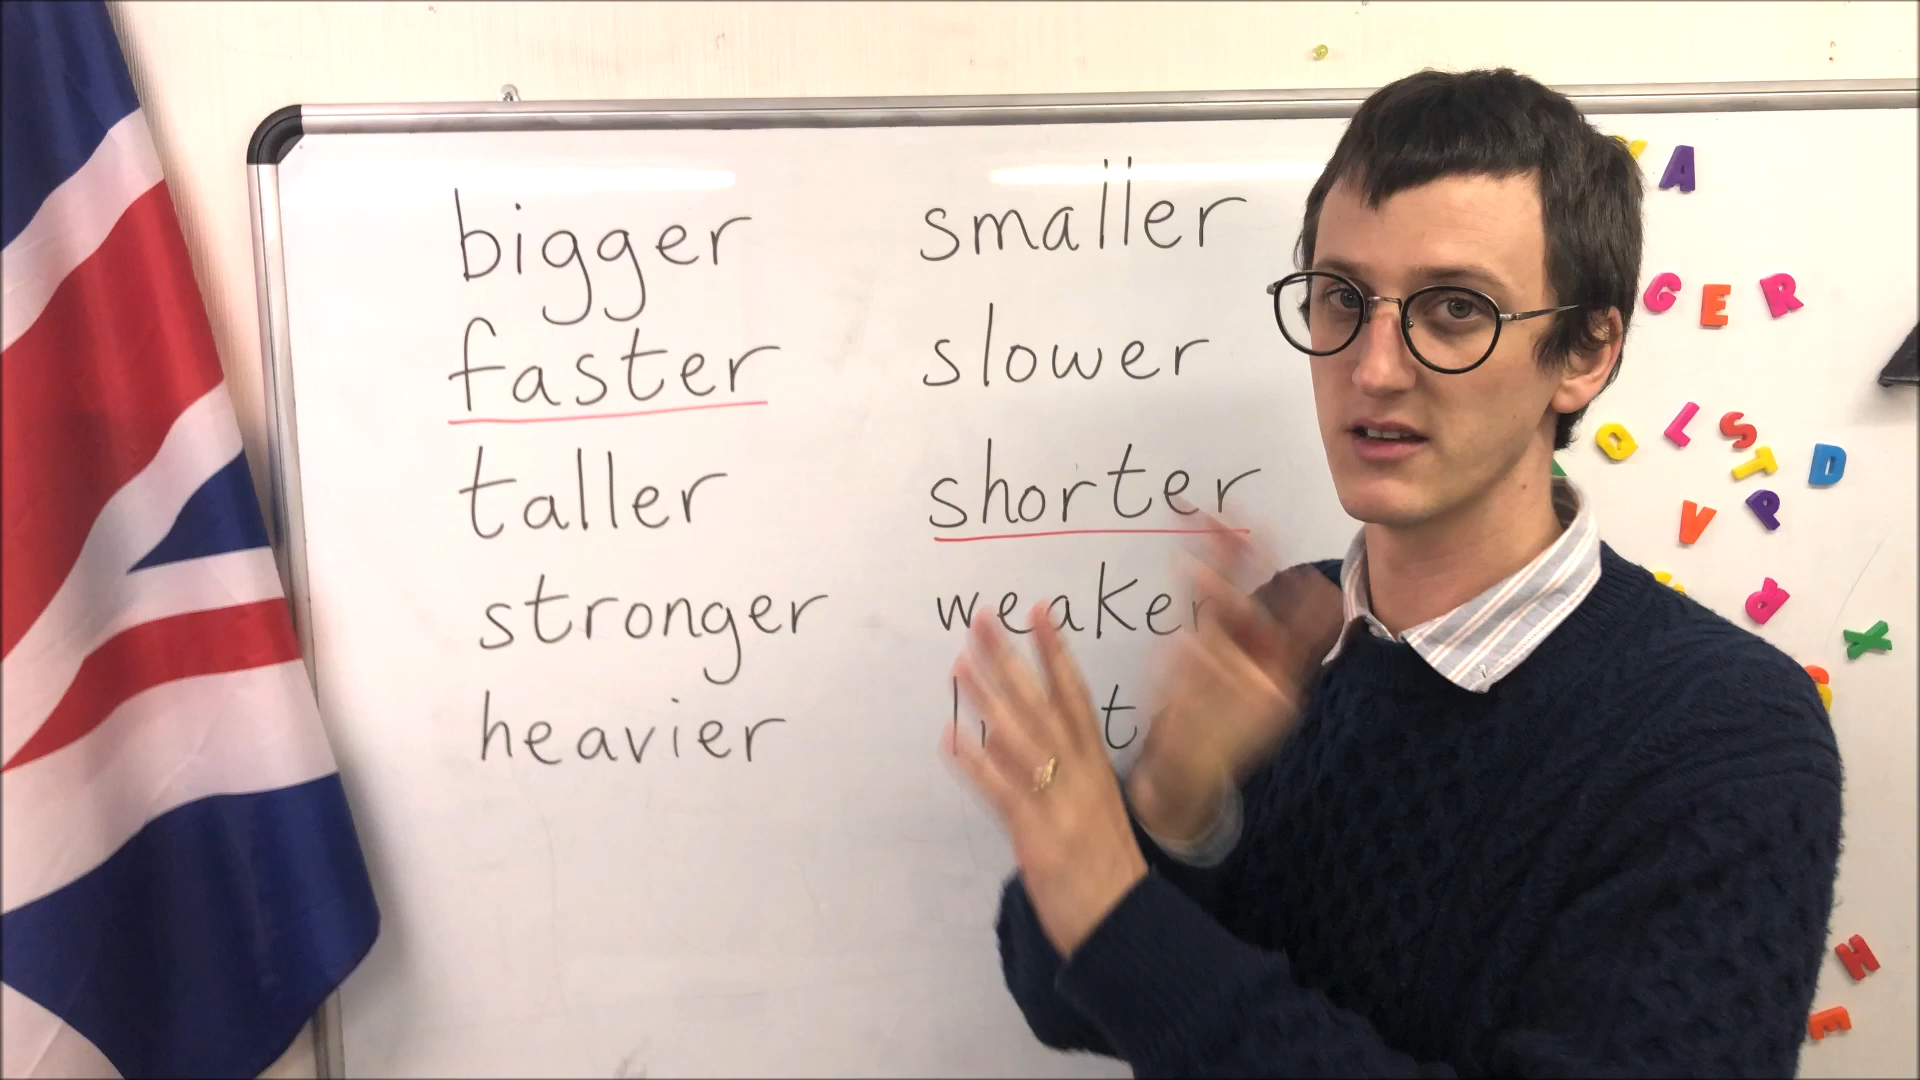 bigger smaller
faster slower
taller shorter
stronger weaker
heavier
A
G E R
O L S
T D
V P
R
X
H
E